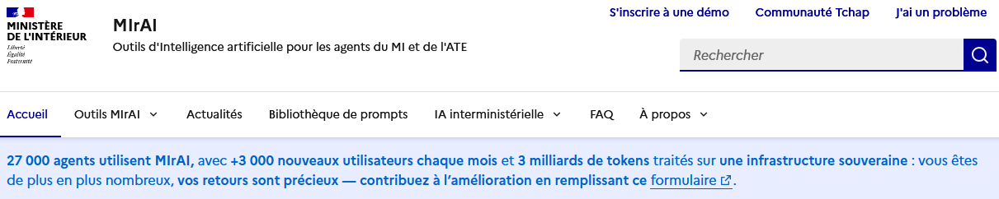 MINISTÈRE
DE L'INTÉRIEUR
Liberté
Égalité
Fraternité
MIrAI
Outils d'Intelligence artificielle pour les agents du MI et de l'ATE
S'inscrire à une démo
Communauté Tchap
J'ai un problème
Rechercher
Accueil
Outils MIrAI
Actualités
Bibliothèque de prompts
IA interministérielle
FAQ
À propos
27 000 agents utilisent MIrAI, avec +3 000 nouveaux utilisateurs chaque mois et 3 milliards de tokens traités sur une infrastructure souveraine : vous êtes
de plus en plus nombreux, vos retours sont précieux — contribuez à l’amélioration en remplissant ce formulaire.